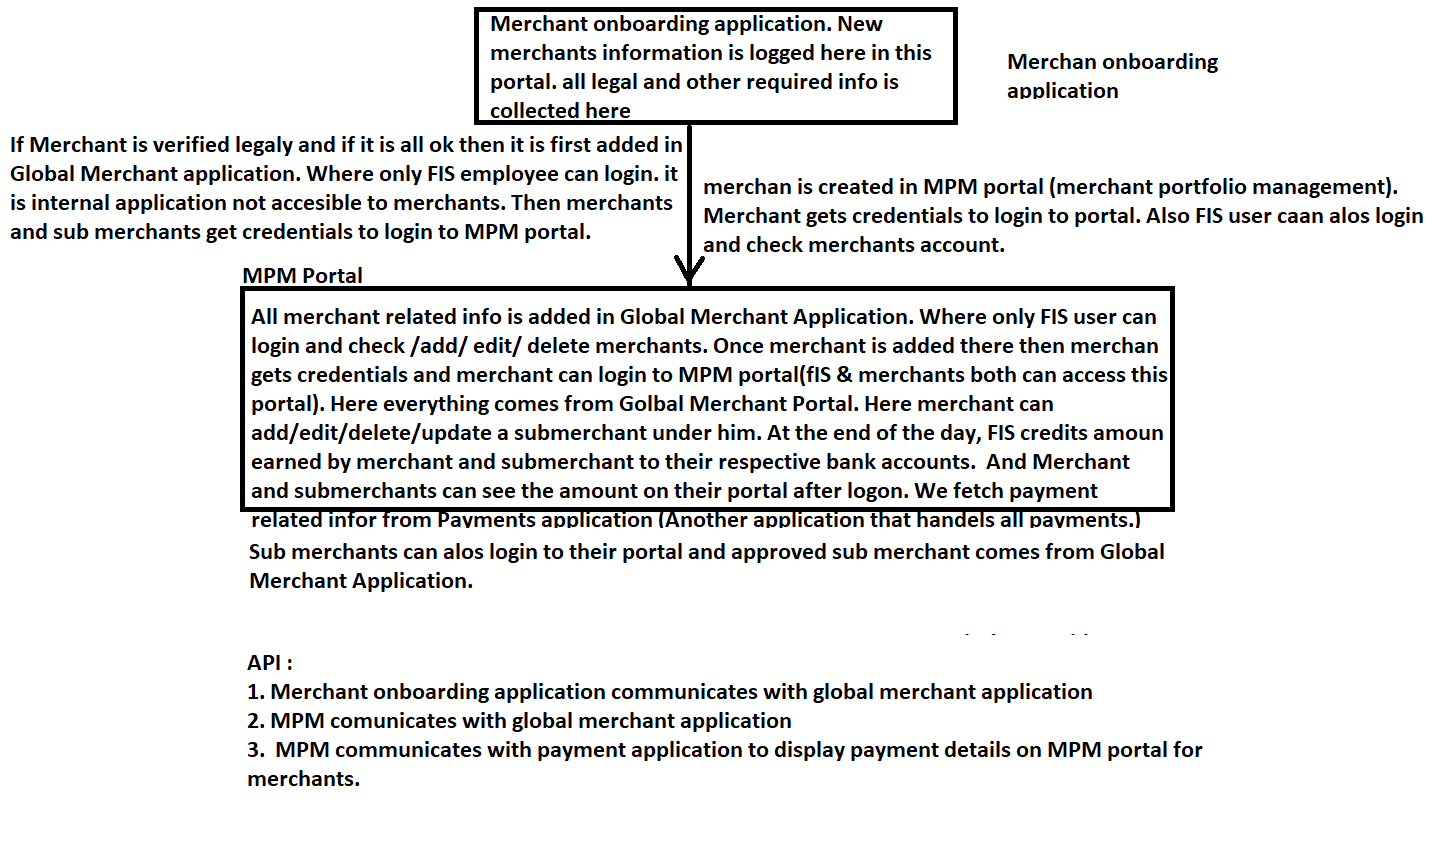 Merchant onboarding application. New
merchants information is logged here in this
portal. all legal and other required info is
collected here
Merchan onboarding
application
If Merchant is verified legaly and if it is all ok then it is first added in
Global Merchant application. Where only FIS employee can login. it
is internal application not accesible to merchants. Then merchants
and sub merchants get credentials to login to MPM portal.
merchan is created in MPM portal (merchant portfolio management).
Merchant gets credentials to login to portal. Also FIS user caan alos login
and check merchants account.
MPM Portal
All merchant related info is added in Global Merchant Application. Where only FIS user can
login and check /add/ edit/ delete merchants. Once merchant is added there then merchan
gets credentials and merchant can login to MPM portal(fIS & merchants both can access this
portal). Here everything comes from Golbal Merchant Portal. Here merchant can
add/edit/delete/update a submerchant under him. At the end of the day, FIS credits amoun
earned by merchant and submerchant to their respective bank accounts.  And Merchant
and submerchants can see the amount on their portal after logon. We fetch payment
related infor from Payments application (Another application that handels all payments.)
Sub merchants can alos login to their portal and approved sub merchant comes from Global
Merchant Application.
API :
1. Merchant onboarding application communicates with global merchant application
2. MPM comunicates with global merchant application
3.  MPM communicates with payment application to display payment details on MPM portal for
merchants.